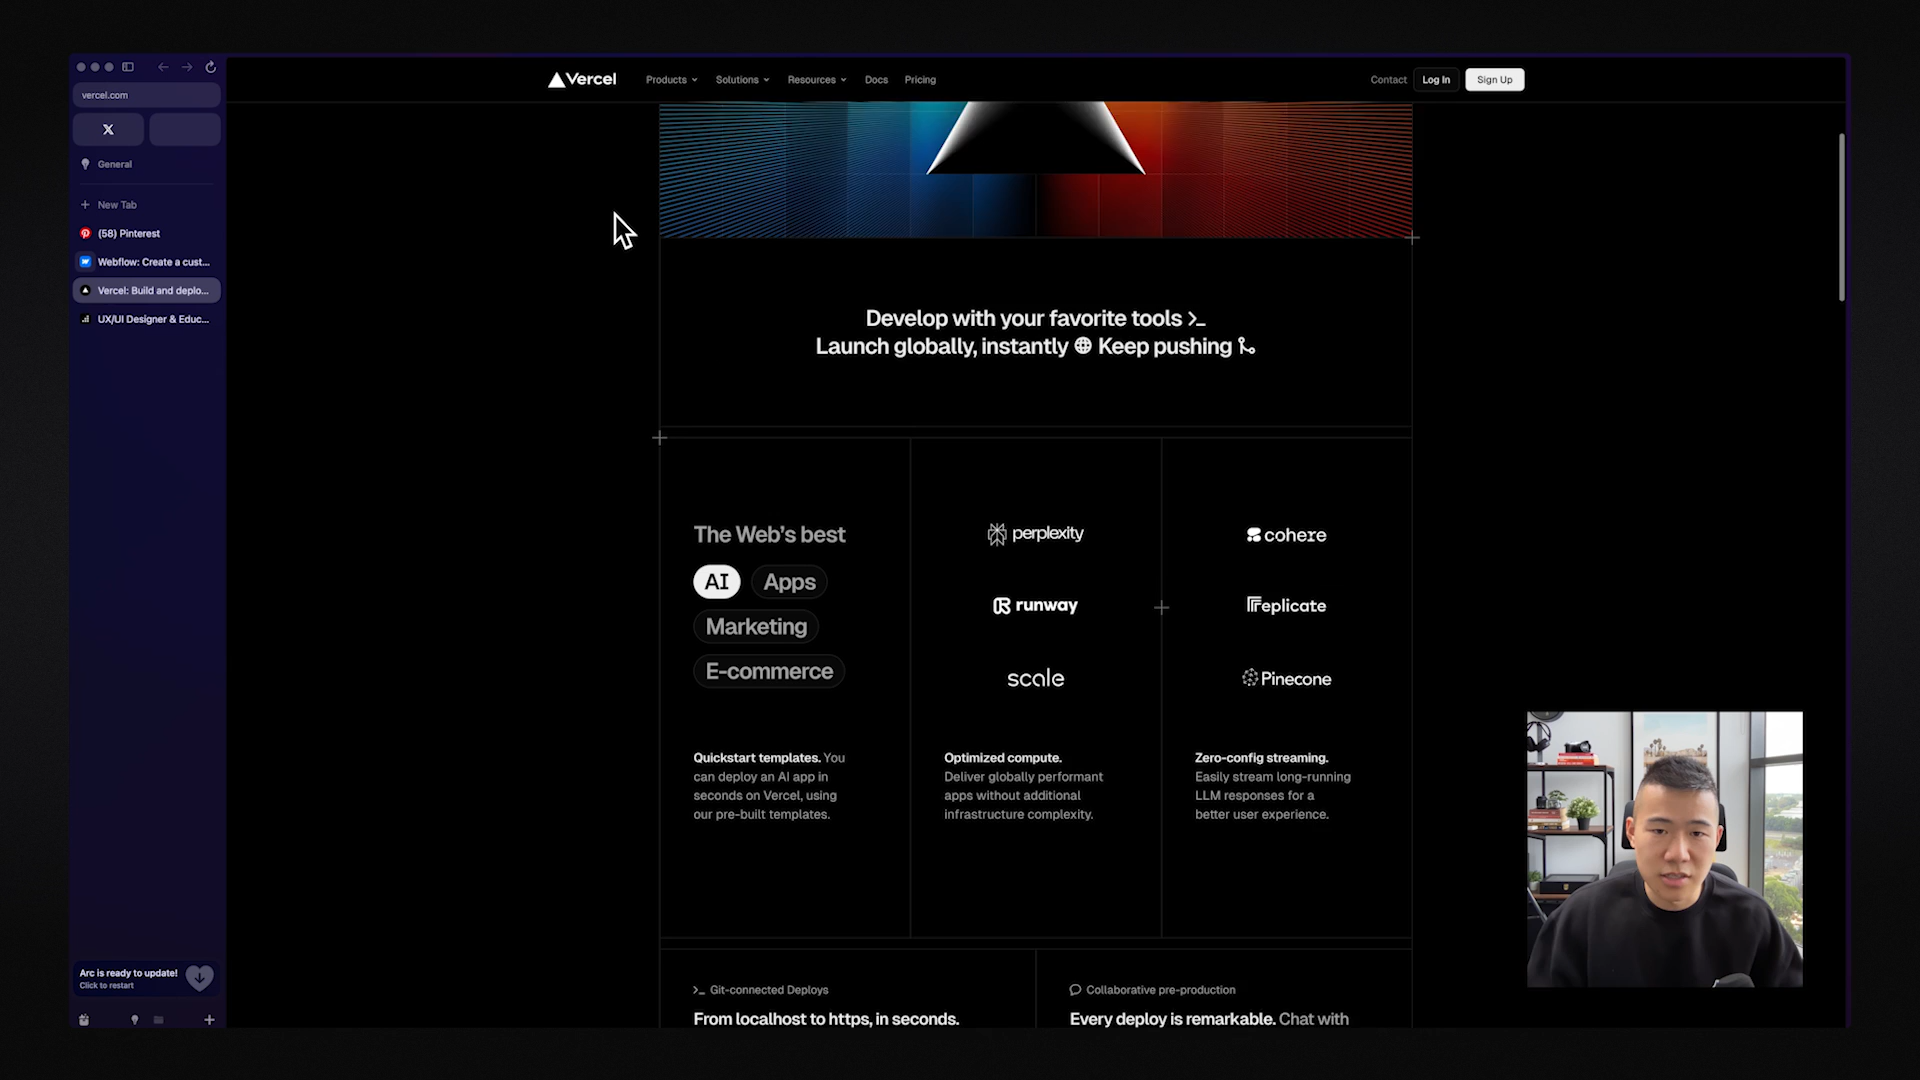 vercel.com
General
New Tab
(58) Pinterest
Webflow: Create a cust...
Vercel: Build and deplo...
UX/UI Designer & Educ...
Arc is ready to update!
Click to restart
Vercel
Products
Solutions
Resources
Docs
Pricing
Contact
Log In
Sign Up
Develop with your favorite tools
Launch globally, instantly Keep pushing
The Web's best
AI
Apps
Marketing
E-commerce
perplexity
cohere
runway
Replicate
scale
Pinecone
Quickstart templates. You
can deploy an AI app in
seconds on Vercel, using
our pre-built templates.
Optimized compute.
Deliver globally performant
apps without additional
infrastructure complexity.
Zero-config streaming.
Easily stream long-running
LLM responses for a
better user experience.
Git-connected Deploys
From localhost to https, in seconds.
Collaborative pre-production
Every deploy is remarkable. Chat with